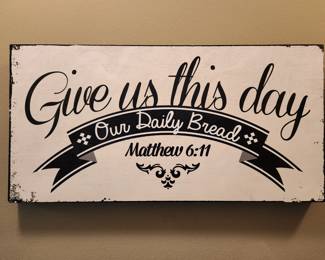 Give us this day
Our Daily Bread
Matthew 6:11